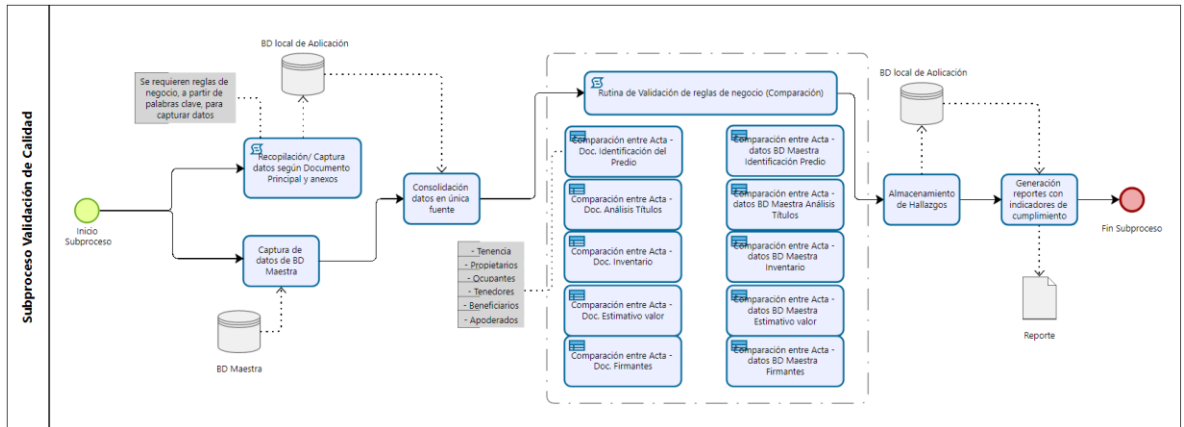 Subproceso Validación de Calidad
Inicio
Subproceso
Se requieren reglas de
negocio, a partir de
palabras clave, para
capturar datos
BD local de Aplicación
Recopilación/ Captura
datos según Documento
Principal y anexos
Captura de
datos de BD
Maestra
BD Maestra
Consolidación
datos en única
fuente
- Tenencia
- Propietarios
- Ocupantes
- Tenedores
- Beneficiarios
- Apoderados
Rutina de Validación de reglas de negocio (Comparación)
Comparación entre Acta -
Doc. Identificación del
Predio
Comparación entre Acta -
Doc. Análisis Títulos
Comparación entre Acta -
Doc. Inventario
Comparación entre Acta -
Doc. Estimativo valor
Comparación entre Acta -
Doc. Firmantes
Comparación entre Acta -
datos BD Maestra
Identificación Predio
Comparación entre Acta -
datos BD Maestra Análisis
Títulos
Comparación entre Acta -
datos BD Maestra
Inventario
Comparación entre Acta -
datos BD Maestra
Estimativo valor
Comparación entre Acta -
datos BD Maestra
Firmantes
BD local de Aplicación
Almacenamiento
de Hallazgos
Generación
reportes con
indicadores de
cumplimiento
Reporte
Fin Subproceso